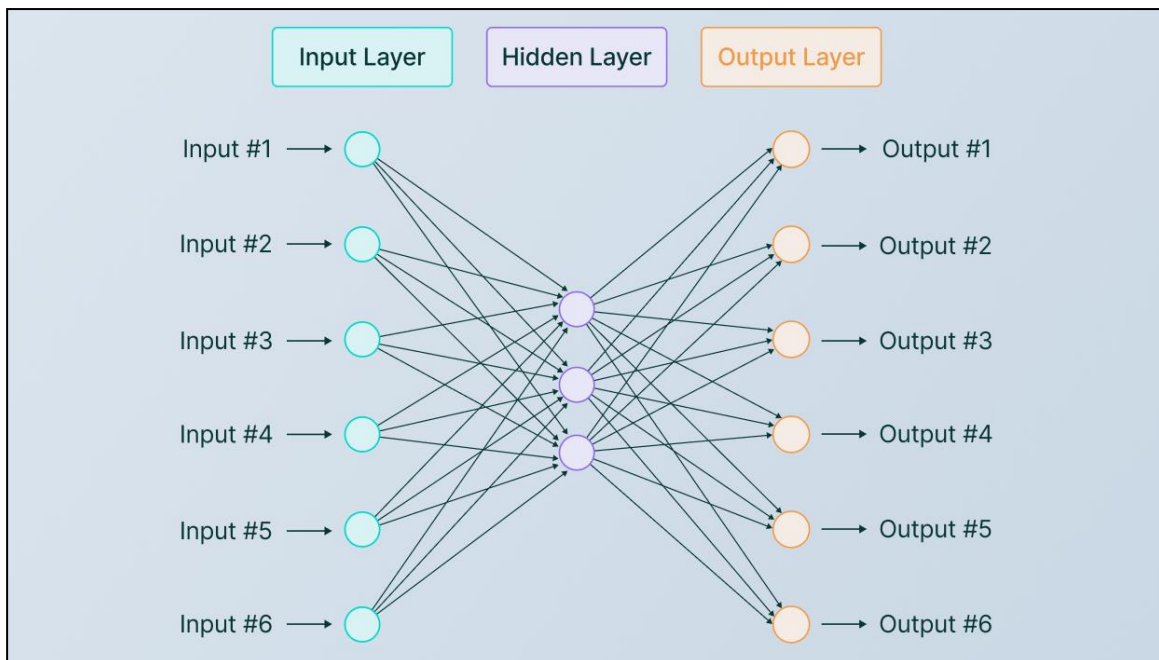 Input Layer
Hidden Layer
Output Layer
Input #1
Output #1
Input #2
Output #2
Input #3
Output #3
Input #4
Output #4
Input #5
Output #5
Input #6
Output #6